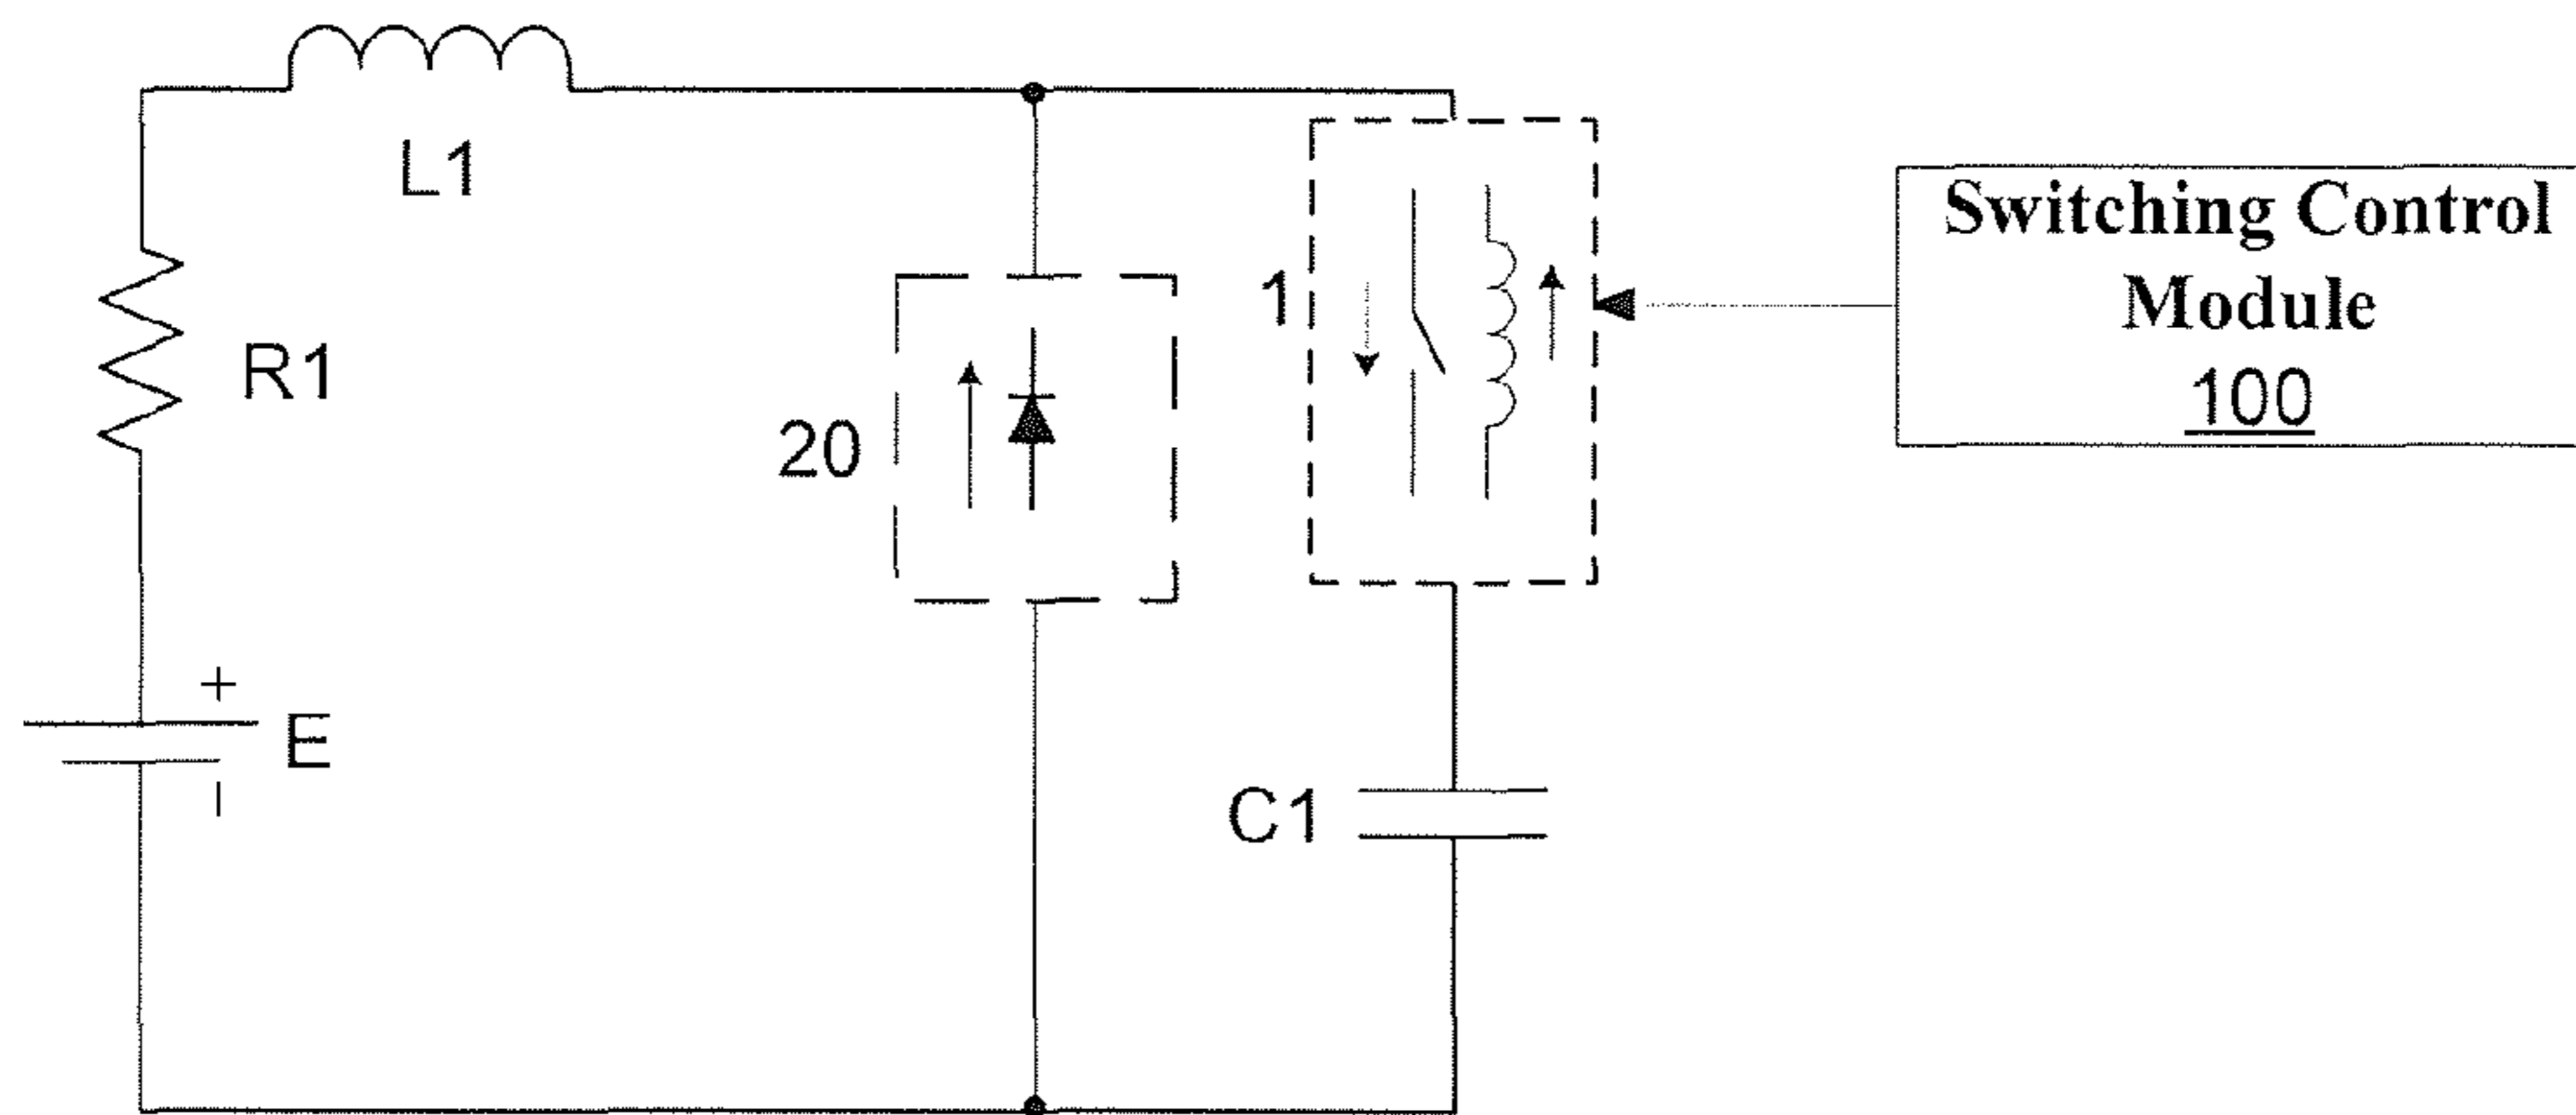 L1
R1
+
E
-
20
1
C1
Switching Control
Module
100